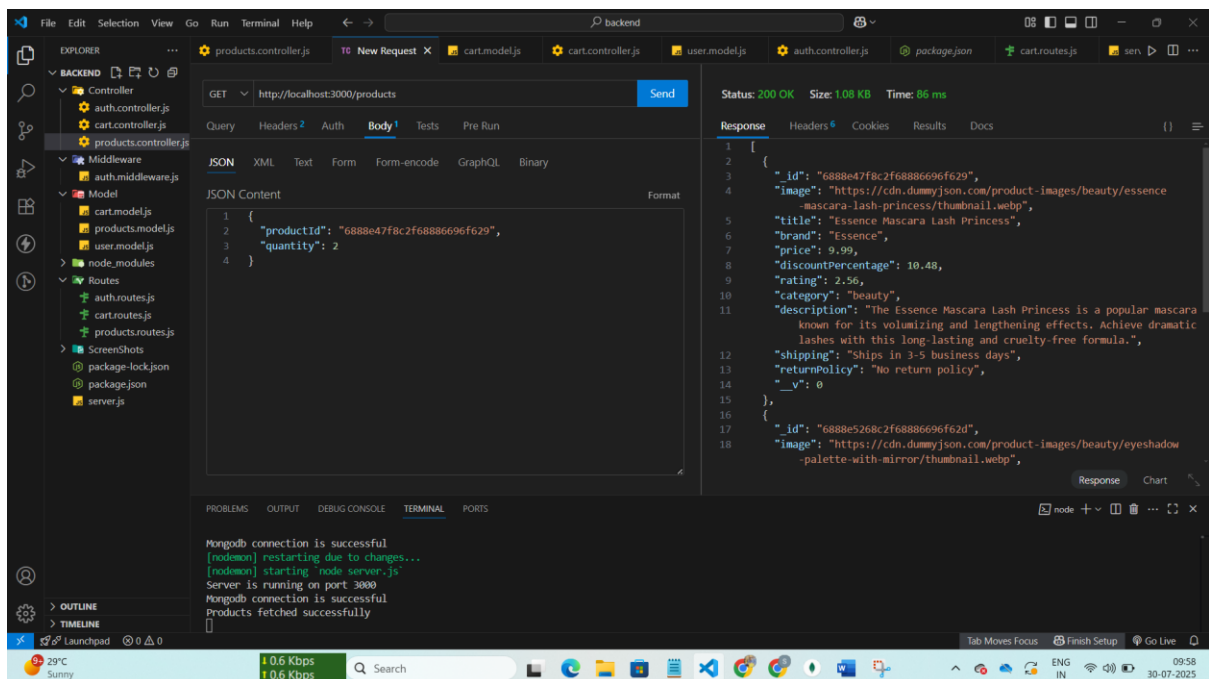 File Edit Selection View Go Run Terminal Help
backend
EXPLORER
products.controller.js
TC New Request
cart.model.js
cart.controller.js
user.model.js
auth.controller.js
package.json
cart.routes.js
BACKEND
Controller
auth.controller.js
cart.controller.js
products.controller.js
Middleware
auth.middleware.js
Model
cart.model.js
products.model.js
user.model.js
node_modules
Routes
auth.routes.js
cart.routes.js
products.routes.js
ScreenShots
package-lock.json
package.json
server.js
OUTLINE
TIMELINE
GET http://localhost:3000/products Send
Query Headers 2 Auth Body 1 Tests Pre Run
JSON XML Text Form Form-encode GraphQL Binary
JSON Content Format
1 {
2 "productId": "6888e47f8c2f68886696f629",
3 "quantity": 2
4 }
Status: 200 OK Size: 1.08 KB Time: 86 ms
Response Headers 6 Cookies Results Docs {}
1 [
2 {
3 "_id": "6888e47f8c2f68886696f629",
4 "image": "https://cdn.dummyjson.com/product-images/beauty/essence
-mascara-lash-princess/thumbnail.webp",
5 "title": "Essence Mascara Lash Princess",
6 "brand": "Essence",
7 "price": 9.99,
8 "discountPercentage": 10.48,
9 "rating": 2.56,
10 "category": "beauty",
11 "description": "The Essence Mascara Lash Princess is a popular mascara
known for its volumizing and lengthening effects. Achieve dramatic
lashes with this long-lasting and cruelty-free formula.",
12 "shipping": "Ships in 3-5 business days",
13 "returnPolicy": "No return policy",
14 "__v": 0
15 },
16 {
17 "_id": "6888e5268c2f68886696f62d",
18 "image": "https://cdn.dummyjson.com/product-images/beauty/eyeshadow
-palette-with-mirror/thumbnail.webp",
Response Chart
PROBLEMS OUTPUT DEBUG CONSOLE TERMINAL PORTS
node
Mongodb connection is successful
[nodemon] restarting due to changes...
[nodemon] starting `node server.js`
Server is running on port 3000
Mongodb connection is successful
Products fetched successfully
Launchpad 0 0
Tab Moves Focus Finish Setup Go Live
9+
29°C
Sunny
0.6 Kbps
0.6 Kbps
Search
ENG
IN
09:58
30-07-2025